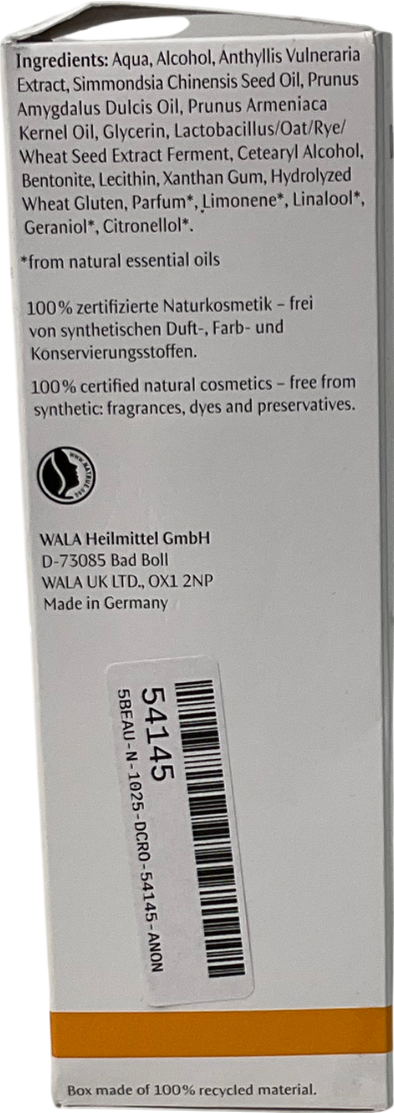 Ingredients: Aqua, Alcohol, Anthyllis Vulneraria
Extract, Simmondsia Chinensis Seed Oil, Prunus
Amygdalus Dulcis Oil, Prunus Armeniaca
Kernel Oil, Glycerin, Lactobacillus/Oat/Rye/
Wheat Seed Extract Ferment, Cetearyl Alcohol,
Bentonite, Lecithin, Xanthan Gum, Hydrolyzed
Wheat Gluten, Parfum*, Limonene*, Linalool*,
Geraniol*, Citronellol*.
*from natural essential oils
100% zertifizierte Naturkosmetik – frei
von synthetischen Duft-, Farb- und
Konservierungsstoffen.
100% certified natural cosmetics – free from
synthetic: fragrances, dyes and preservatives.
WWW.NATRUE.ORG
WALA Heilmittel GmbH
D-73085 Bad Boll
WALA UK LTD., OX1 2NP
Made in Germany
54145
5BEAU-N-1025-DCRO-54145-ANON
Box made of 100% recycled material.